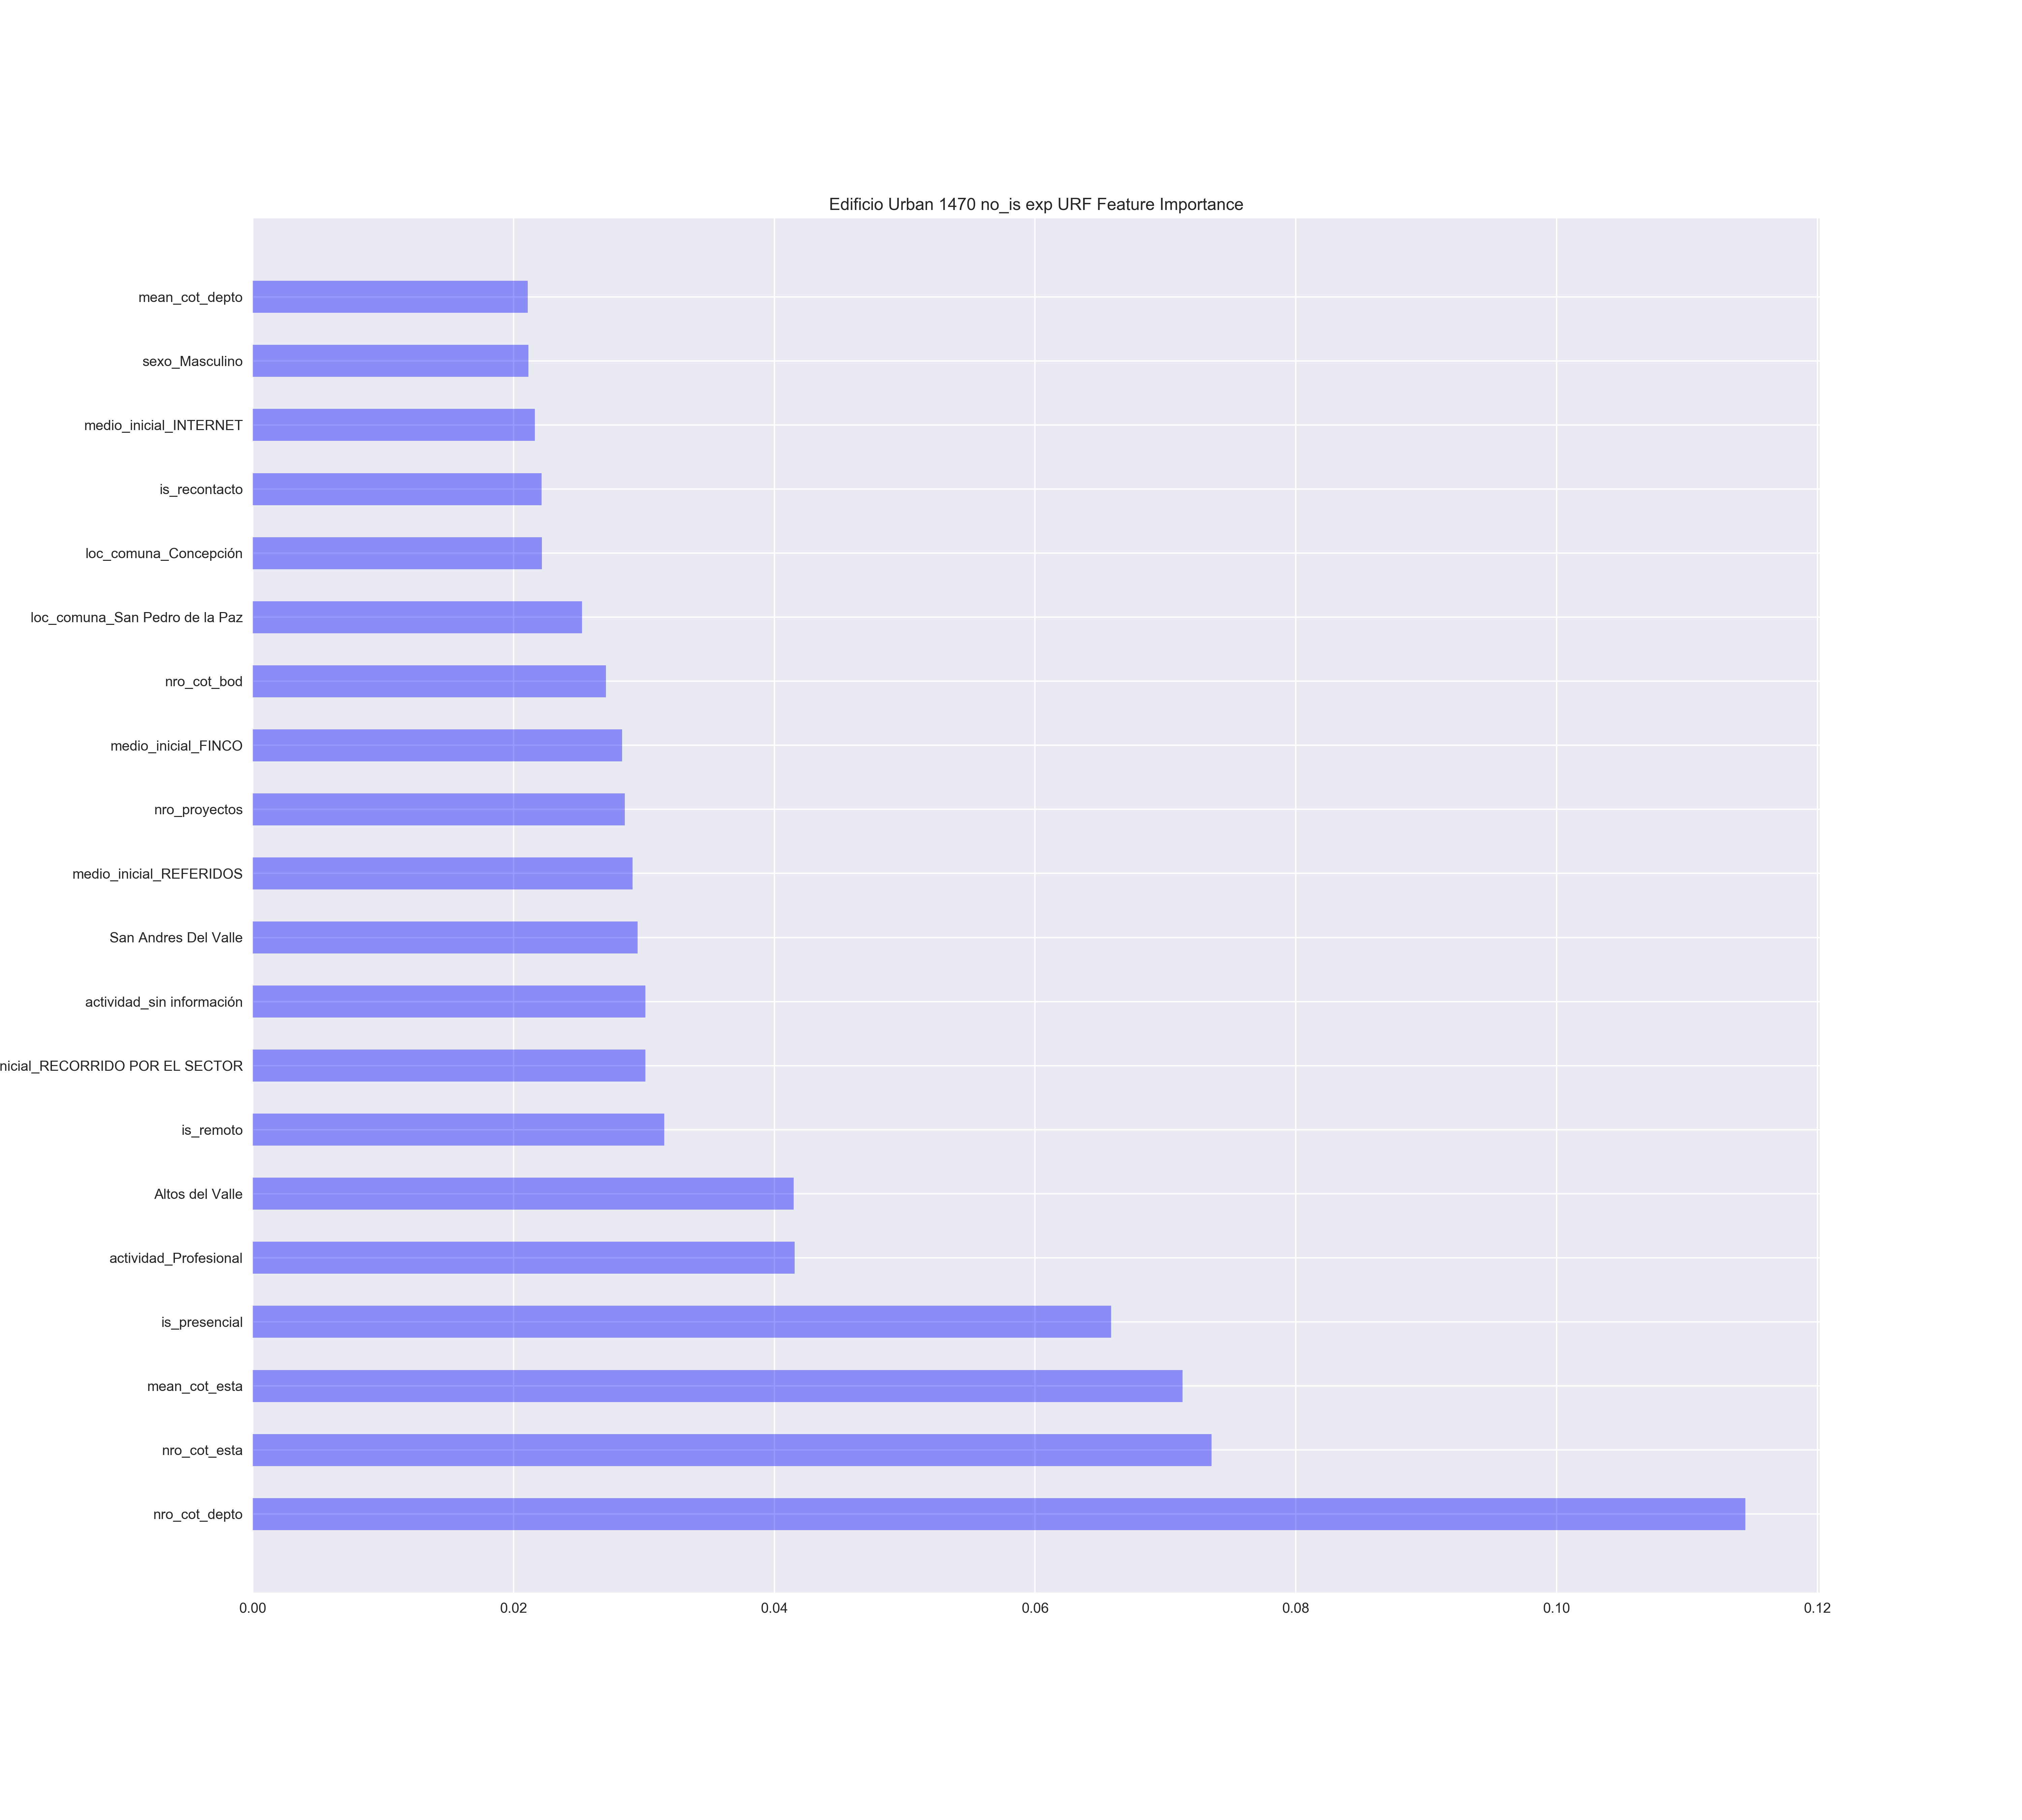 Edificio Urban 1470 no_is exp URF Feature Importance
mean_cot_depto
sexo_Masculino
medio_inicial_INTERNET
is_recontacto
loc_comuna_Concepción
loc_comuna_San Pedro de la Paz
nro_cot_bod
medio_inicial_FINCO
nro_proyectos
medio_inicial_REFERIDOS
San Andres Del Valle
actividad_sin información
nicial_RECORRIDO POR EL SECTOR
is_remoto
Altos del Valle
actividad_Profesional
is_presencial
mean_cot_esta
nro_cot_esta
nro_cot_depto
0.00 0.02 0.04 0.06 0.08 0.10 0.12